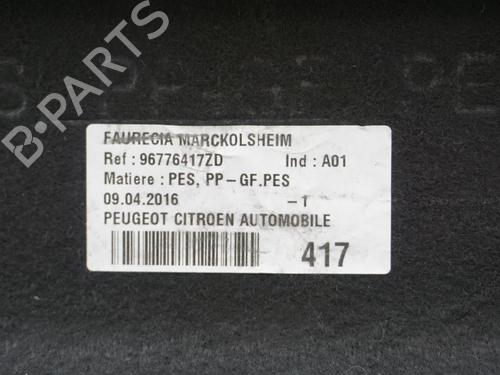 B-PARTS
FAURECIA MARCKOLSHEIM
Ref : 96776417ZD Ind : A01
Matiere : PES, PP-GF.PES
09.04.2016 -1
PEUGEOT CITROEN AUTOMOBILE
417